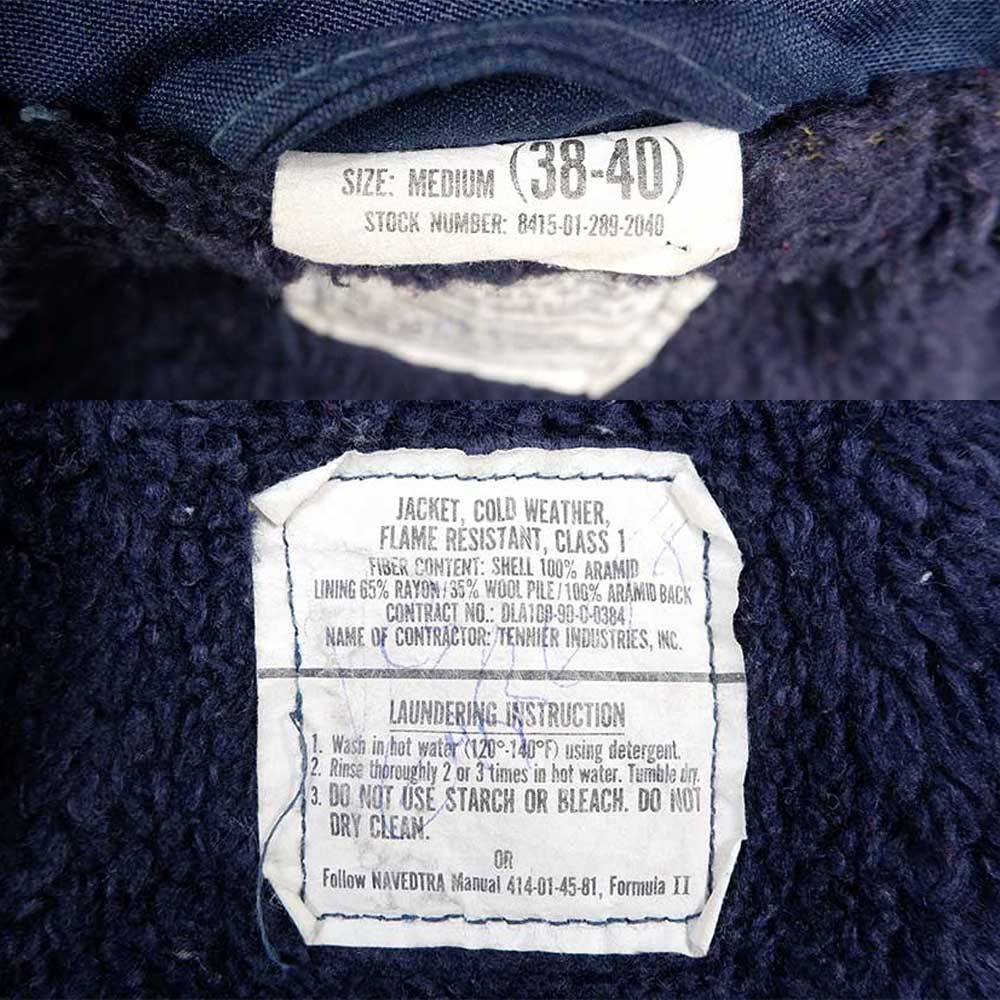 SIZE: MEDIUM (38-40)
STOCK NUMBER: 8415-01-289-2040
JACKET, COLD WEATHER,
FLAME RESISTANT, CLASS 1
FIBER CONTENT: SHELL 100% ARAMID
LINING 65% RAYON/35% WOOL PILE/100% ARAMID BACK
CONTRACT NO.: DLA100-90-C-0384
NAME OF CONTRACTOR: TENNIER INDUSTRIES, INC.
LAUNDERING INSTRUCTION
1. Wash in hot water (120°-140°F) using detergent.
2. Rinse thoroughly 2 or 3 times in hot water. Tumble dry.
3. DO NOT USE STARCH OR BLEACH. DO NOT
DRY CLEAN.
OR
Follow NAVEDTRA Manual 414-01-45-81, Formula II